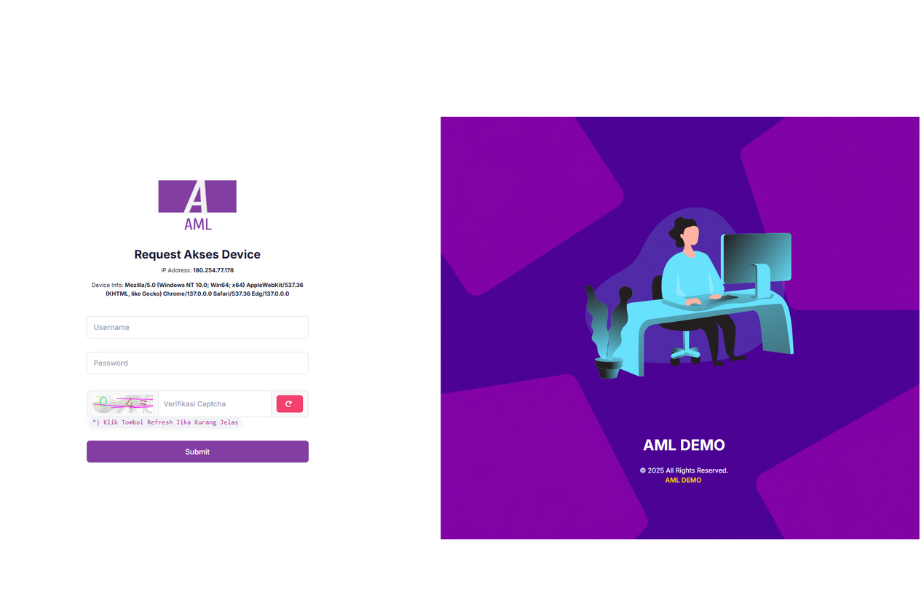 A
AML
Request Akses Device
IP Address: 180.254.77.178
Device Info: Mozilla/5.0 (Windows NT 10.0; Win64; x64) AppleWebKit/537.36
(KHTML, like Gecko) Chrome/137.0.0.0 Safari/537.36 Edg/137.0.0.0
Username
Password
Verifikasi Captcha
*) Klik Tombol Refresh Jika Kurang Jelas
Submit
AML DEMO
© 2025 All Rights Reserved.
AML DEMO